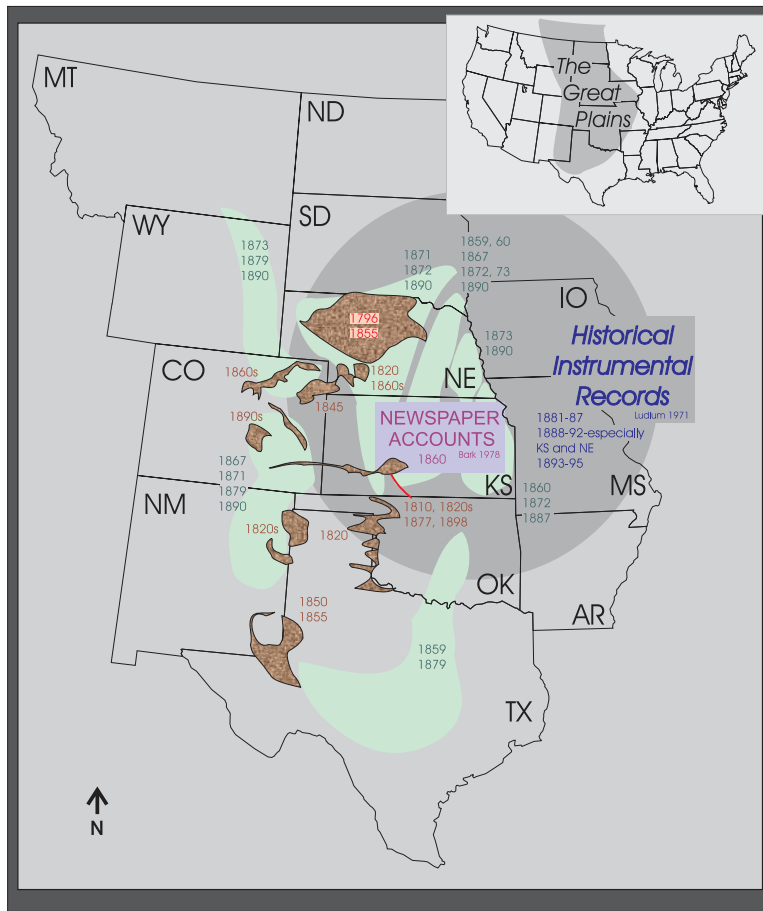 MT
The
Great
Plains
ND
SD
WY
1873
1879
1890
1871
1872
1890
1859, 60
1867
1872, 73
1890
IO
1796
1855
1873
1890
Historical
Instrumental
Records
Ludlum 1971
CO
1860s
1820
1860s
NE
1845
1890s
NEWSPAPER
ACCOUNTS
Bark 1978
1860
1881-87
1888-92-especially
KS and NE
1893-95
1867
1871
1879
1890
NM
KS
1860
1872
1887
MS
1810, 1820s
1877, 1898
1820s
1820
OK
AR
1850
1855
1859
1879
TX
N